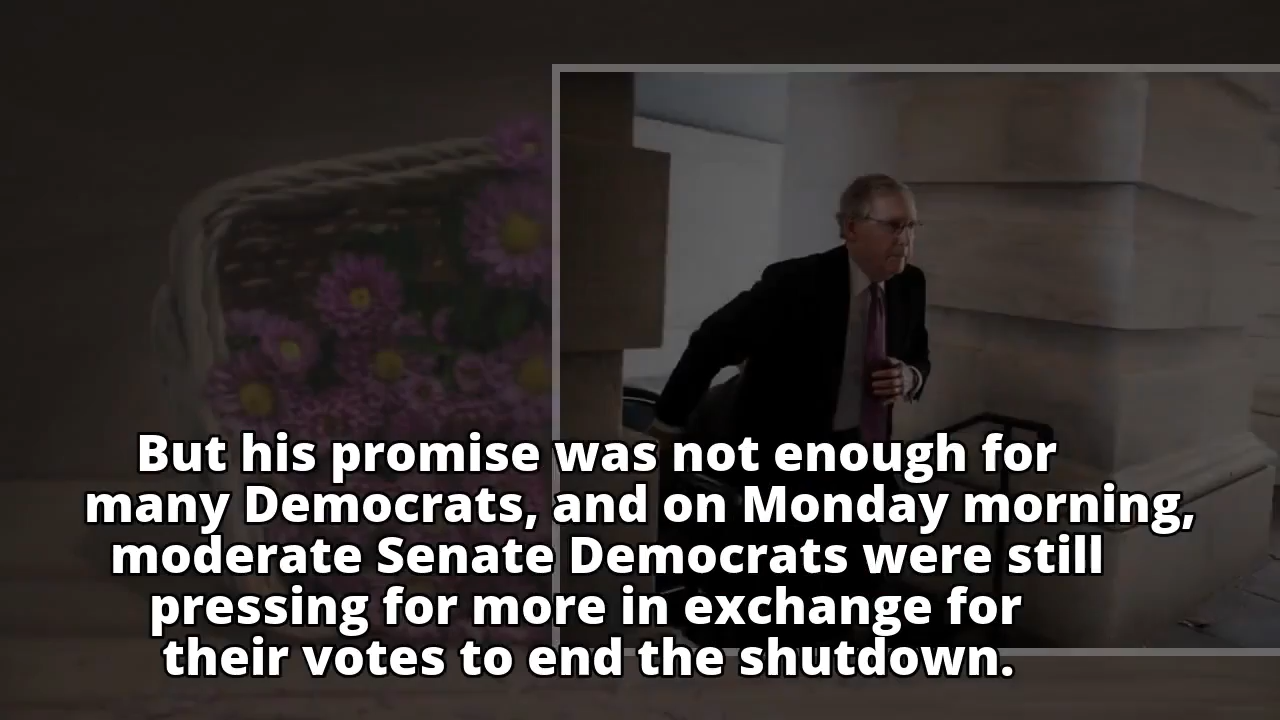 But his promise was not enough for
many Democrats, and on Monday morning,
moderate Senate Democrats were still
pressing for more in exchange for
their votes to end the shutdown.